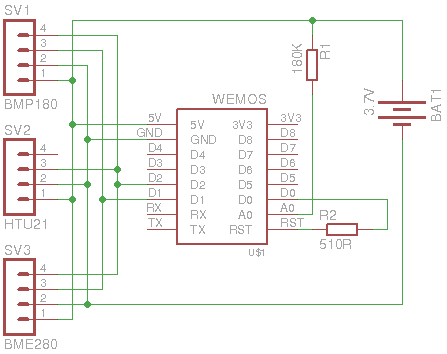 SV1
4
3
2
1
BMP180
SV2
4
3
2
1
HTU21
SV3
4
3
2
1
BME280
WEMOS
5V 5V 3V3 3V3
GND GND D8 D8
D4 D4 D7 D7
D3 D3 D6 D6
D2 D2 D5 D5
D1 D1 D0 D0
RX RX A0 A0
TX TX RST RST
U$1
180K
R1
R2
510R
3.7V
BAT1